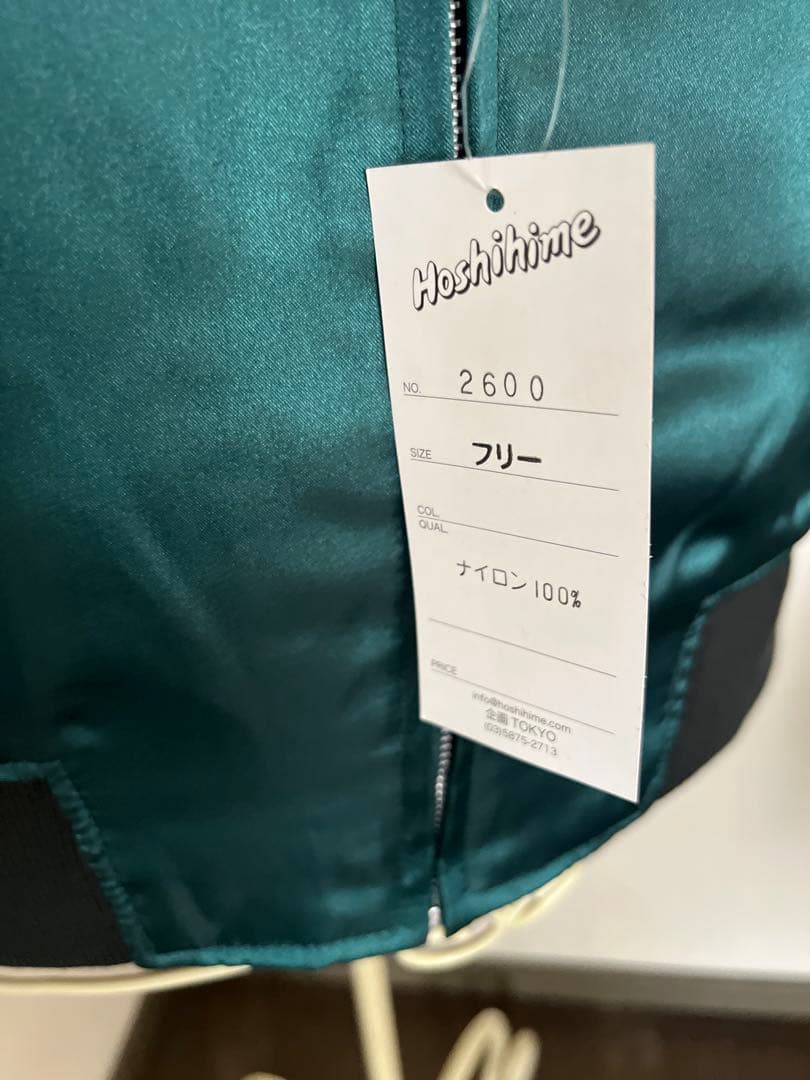 Hoshihime
NO. 2600
SIZE フリー
COL.
QUAL.
ナイロン100%
PRICE
info@hoshihime.com
企画 TOKYO
(03)5875-2713